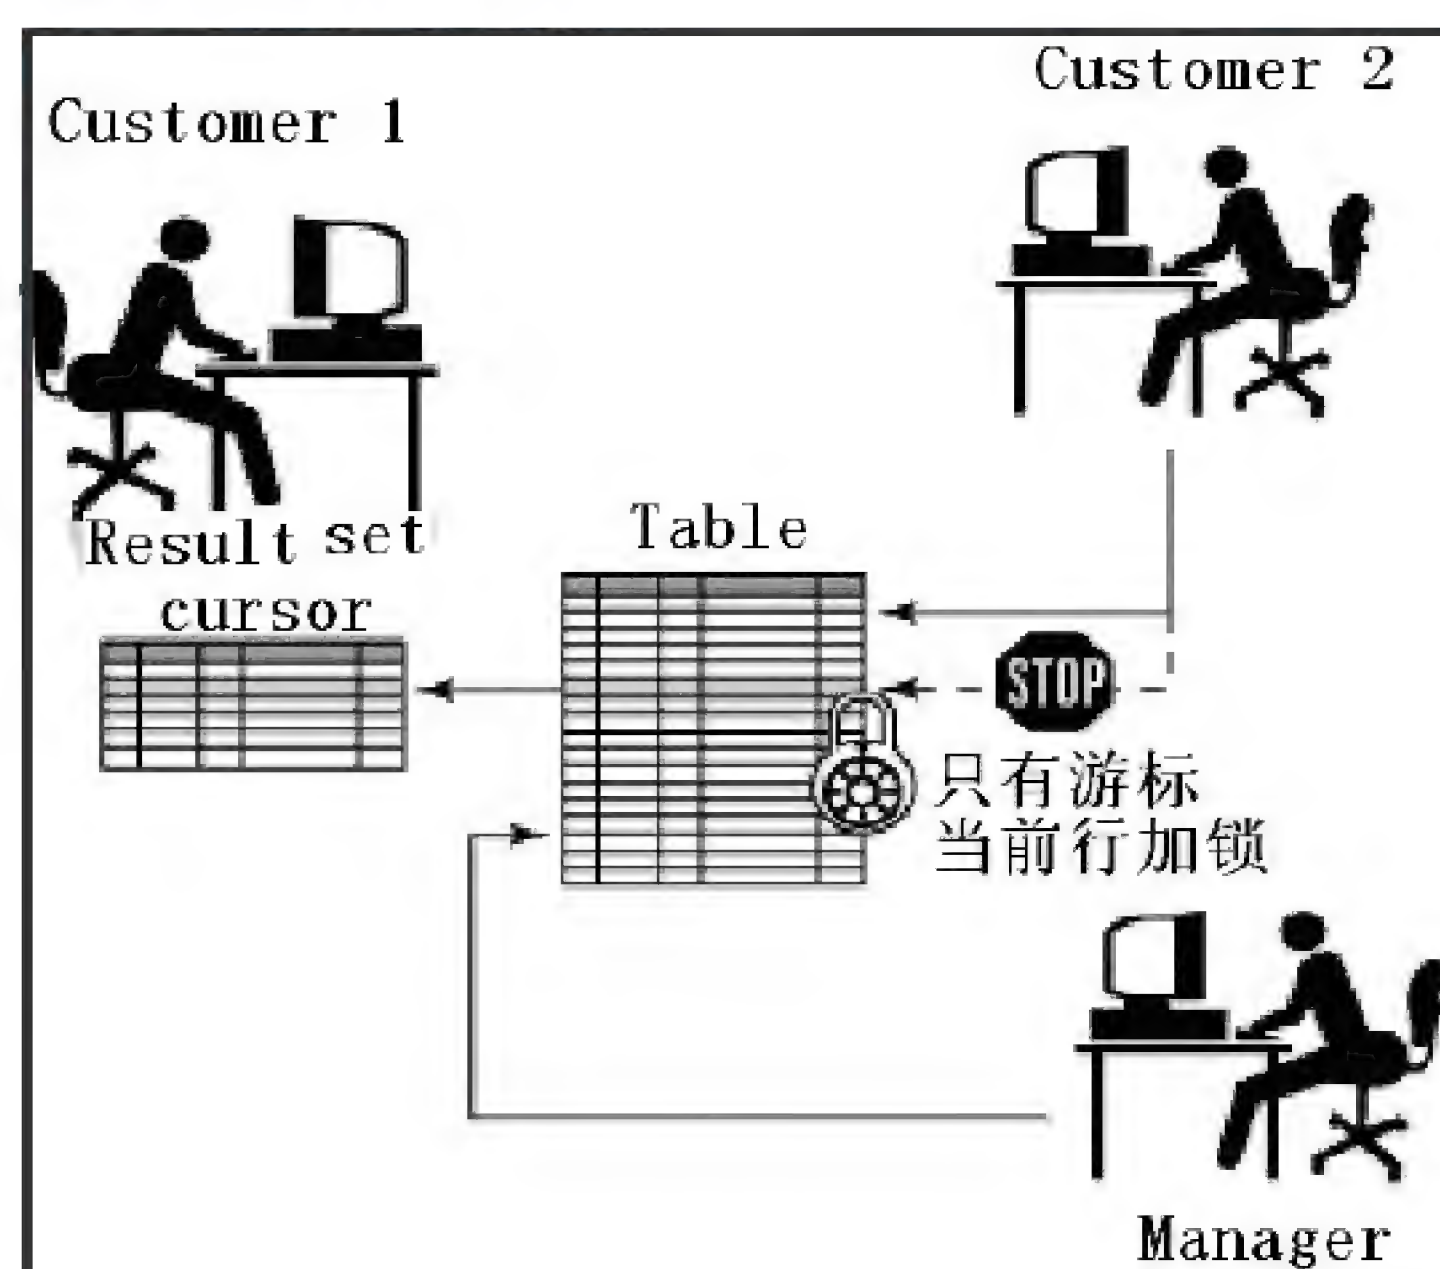 Customer 1
Customer 2
Result set
cursor
Table
STOP
只有游标
当前行加锁
Manager